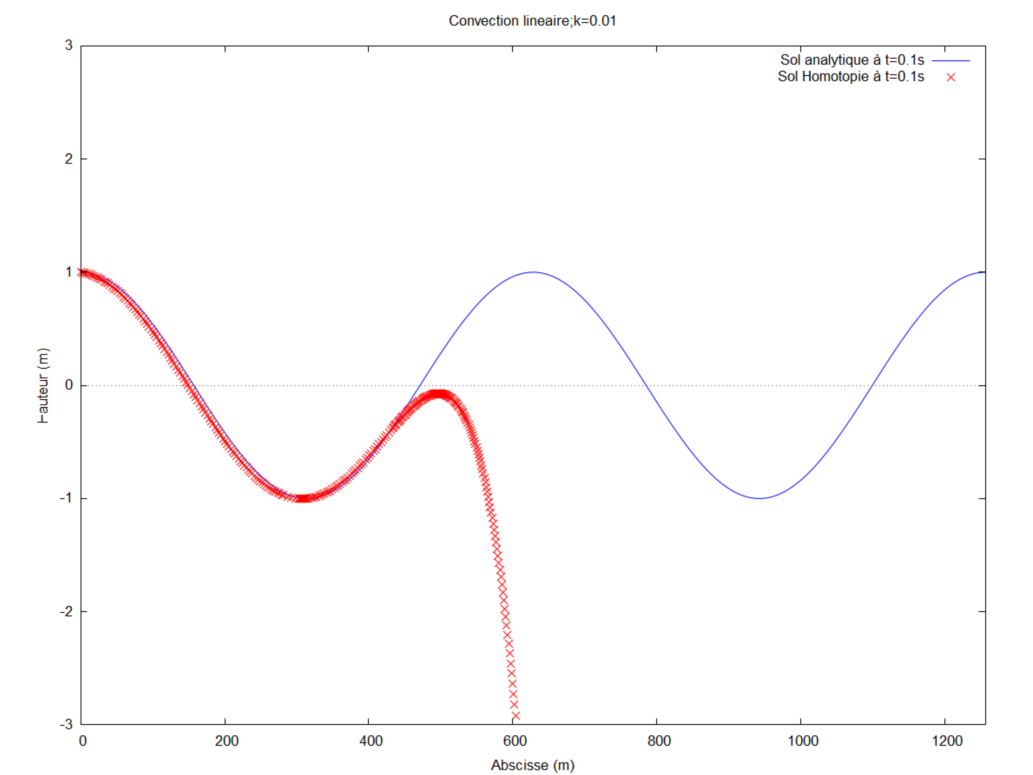 Convection lineaire;k=0.01
Sol analytique à t=0.1s
Sol Homotopie à t=0.1s
3
2
1
0
-1
-2
-3
Hauteur (m)
0 200 400 600 800 1000 1200
Abscisse (m)